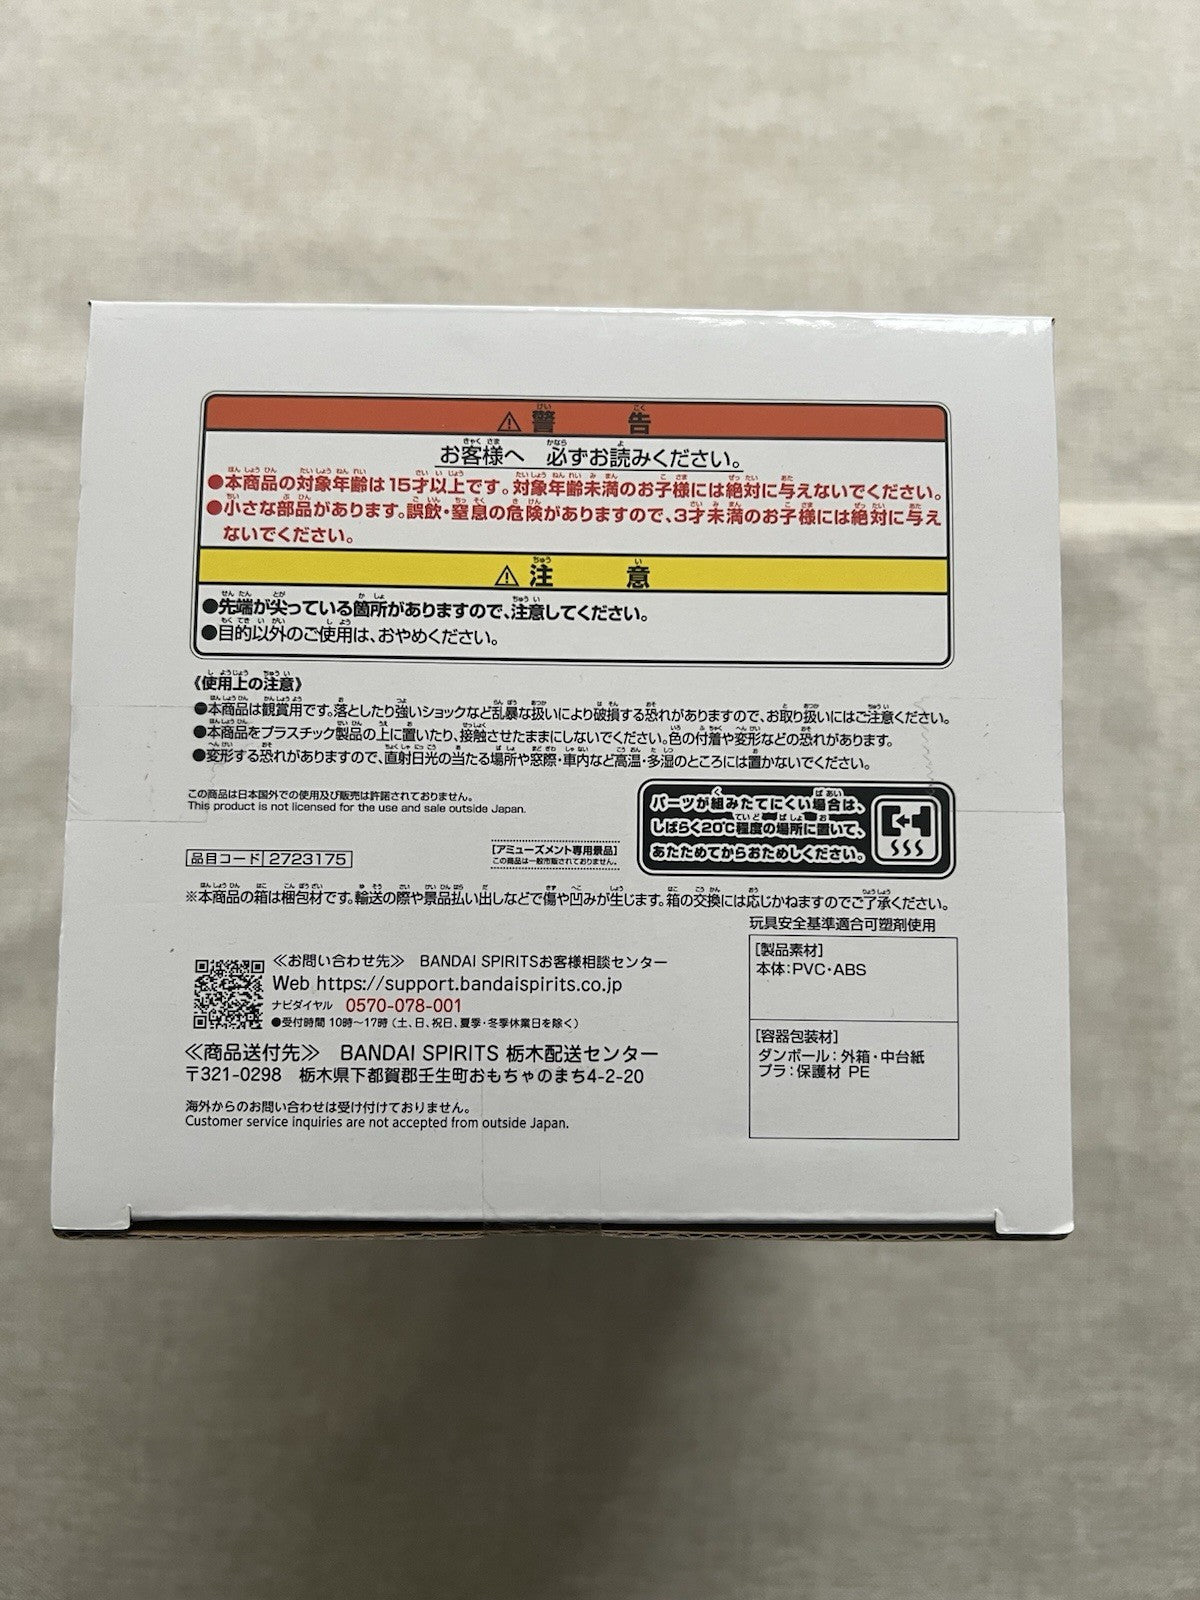 ⚠警告
お客様へ 必ずお読みください。
●本商品の対象年齢は15才以上です。対象年齢未満のお子様には絶対に与えないでください。
●小さな部品があります。誤飲・窒息の危険がありますので、3才未満のお子様には絶対に与え
ないでください。
⚠注意
●先端が尖っている箇所がありますので、注意してください。
●目的以外のご使用は、おやめください。
《使用上の注意》
●本商品は観賞用です。落としたり強いショックなど乱暴な扱いにより破損する恐れがありますので、お取り扱いにはご注意ください。
●本商品をプラスチック製品の上に置いたり、接触させたままにしないでください。色の付着や変形などの恐れがあります。
●変形する恐れがありますので、直射日光の当たる場所や窓際・車内など高温・多湿のところには置かないでください。
この商品は日本国外での使用及び販売は許諾されておりません。
This product is not licensed for the use and sale outside Japan.
パーツが組みたてにくい場合は、
しばらく20℃程度の場所に置いて、
あたためてからおためしください。
品目コード 2723175
[アミューズメント専用景品]
この商品は一般市販されておりません。
※本商品の箱は梱包材です。輸送の際や景品払い出しなどで傷や凹みが生じます。箱の交換には応じかねますのでご了承ください。
玩具安全基準適合可塑剤使用
[製品素材]
本体:PVC・ABS
[容器包装材]
ダンボール:外箱・中台紙
プラ:保護材 PE
≪お問い合わせ先≫ BANDAI SPIRITSお客様相談センター
Web https://support.bandaispirits.co.jp
ナビダイヤル 0570-078-001
●受付時間 10時〜17時(土、日、祝日、夏季・冬季休業日を除く)
≪商品送付先≫ BANDAI SPIRITS 栃木配送センター
〒321-0298 栃木県下都賀郡壬生町おもちゃのまち4-2-20
海外からのお問い合わせは受け付けておりません。
Customer service inquiries are not accepted from outside Japan.